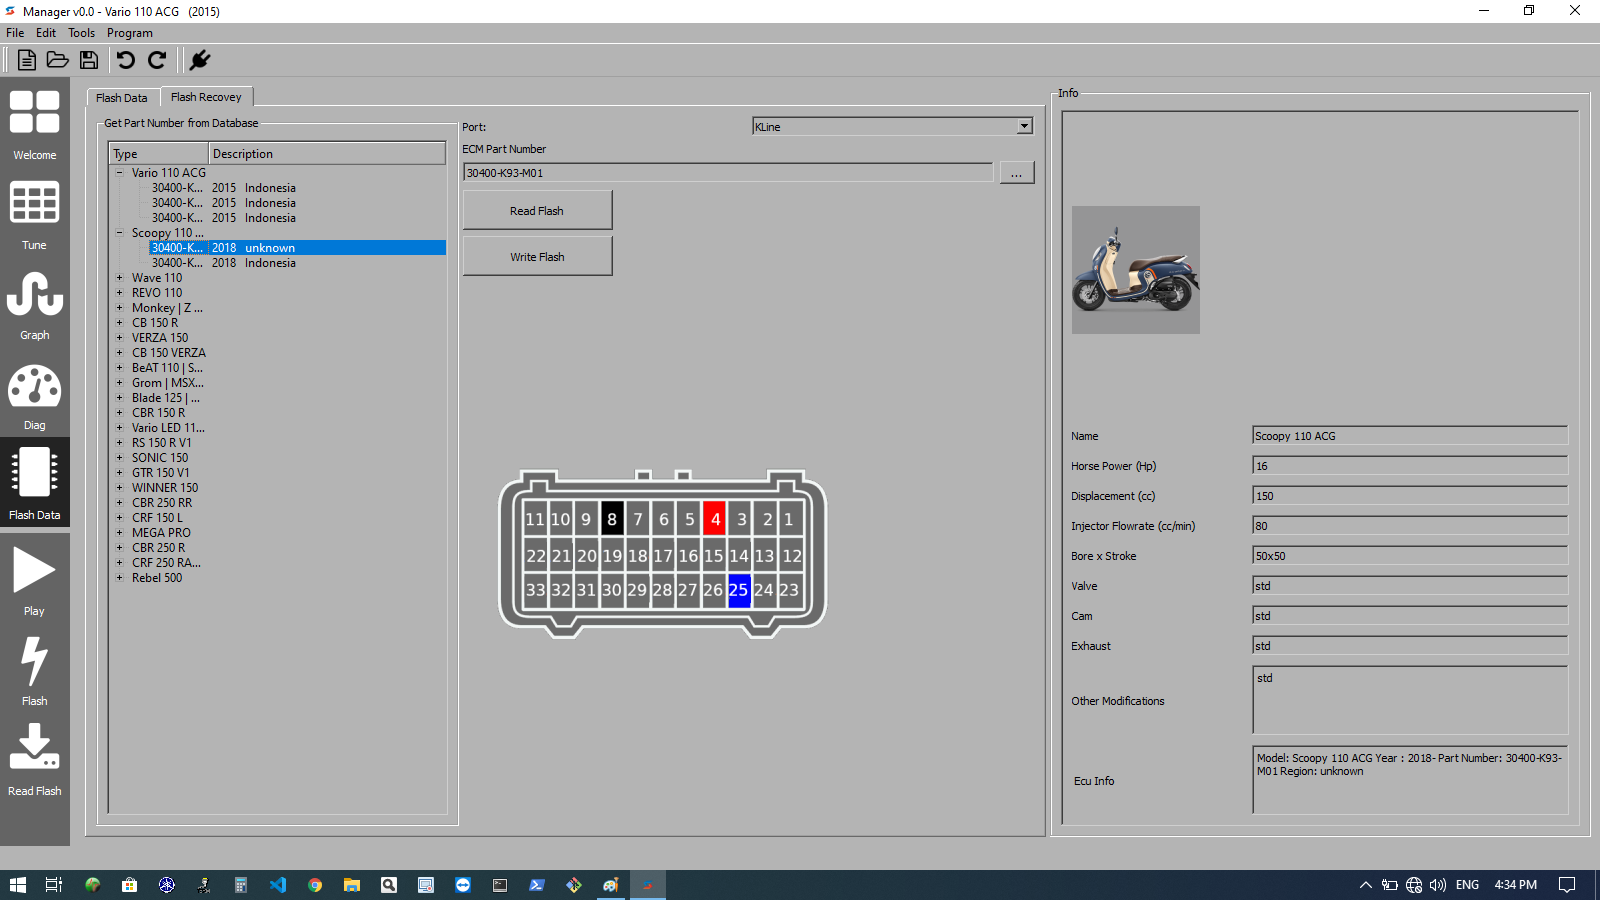 Manager v0.0 - Vario 110 ACG (2015)
File Edit Tools Program
Welcome
Tune
Graph
Diag
Flash Data
Play
Flash
Read Flash
Flash Data Flash Recovey
Get Part Number from Database
Type Description
Vario 110 ACG
30400-K... 2015 Indonesia
30400-K... 2015 Indonesia
30400-K... 2015 Indonesia
Scoopy 110 ...
30400-K... 2018 unknown
30400-K... 2018 Indonesia
Wave 110
REVO 110
Monkey | Z ...
CB 150 R
VERZA 150
CB 150 VERZA
BeAT 110 | S...
Grom | MSX...
Blade 125 | ...
CBR 150 R
Vario LED 11...
RS 150 R V1
SONIC 150
GTR 150 V1
WINNER 150
CBR 250 RR
CRF 150 L
MEGA PRO
CBR 250 R
CRF 250 RA...
Rebel 500
Port: KLine
ECM Part Number
30400-K93-M01 ...
Read Flash
Write Flash
11 10 9 8 7 6 5 4 3 2 1
22 21 20 19 18 17 16 15 14 13 12
33 32 31 30 29 28 27 26 25 24 23
Info
Name Scoopy 110 ACG
Horse Power (Hp) 16
Displacement (cc) 150
Injector Flowrate (cc/min) 80
Bore x Stroke 50x50
Valve std
Cam std
Exhaust std
Other Modifications std
Ecu Info Model: Scoopy 110 ACG Year : 2018- Part Number: 30400-K93-
M01 Region: unknown
ENG 4:34 PM